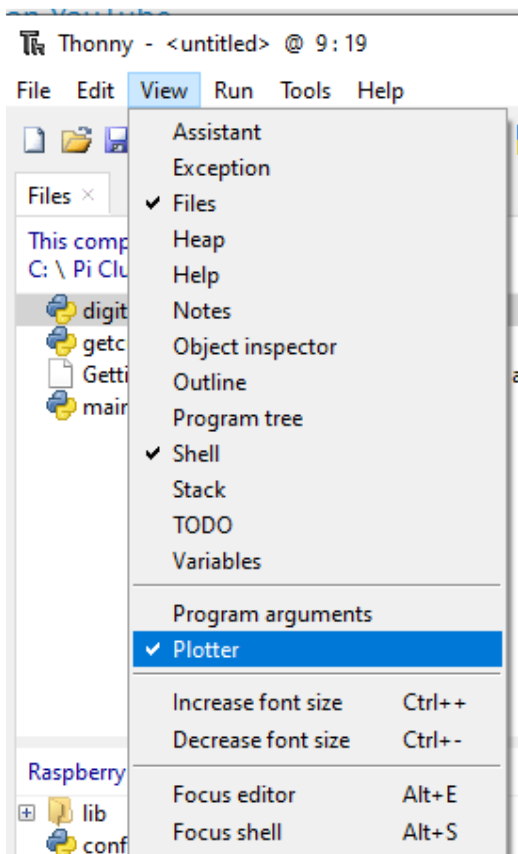 on YouTube
Thonny - <untitled> @ 9:19
File Edit View Run Tools Help
Files ×
This comp
C: \ Pi Clu
digit
getc
Getti
main
Assistant
Exception
✓ Files
Heap
Help
Notes
Object inspector
Outline
Program tree
✓ Shell
Stack
TODO
Variables
Program arguments
✓ Plotter
Increase font size Ctrl++
Decrease font size Ctrl+-
Focus editor Alt+E
Focus shell Alt+S
Raspberry
lib
conf